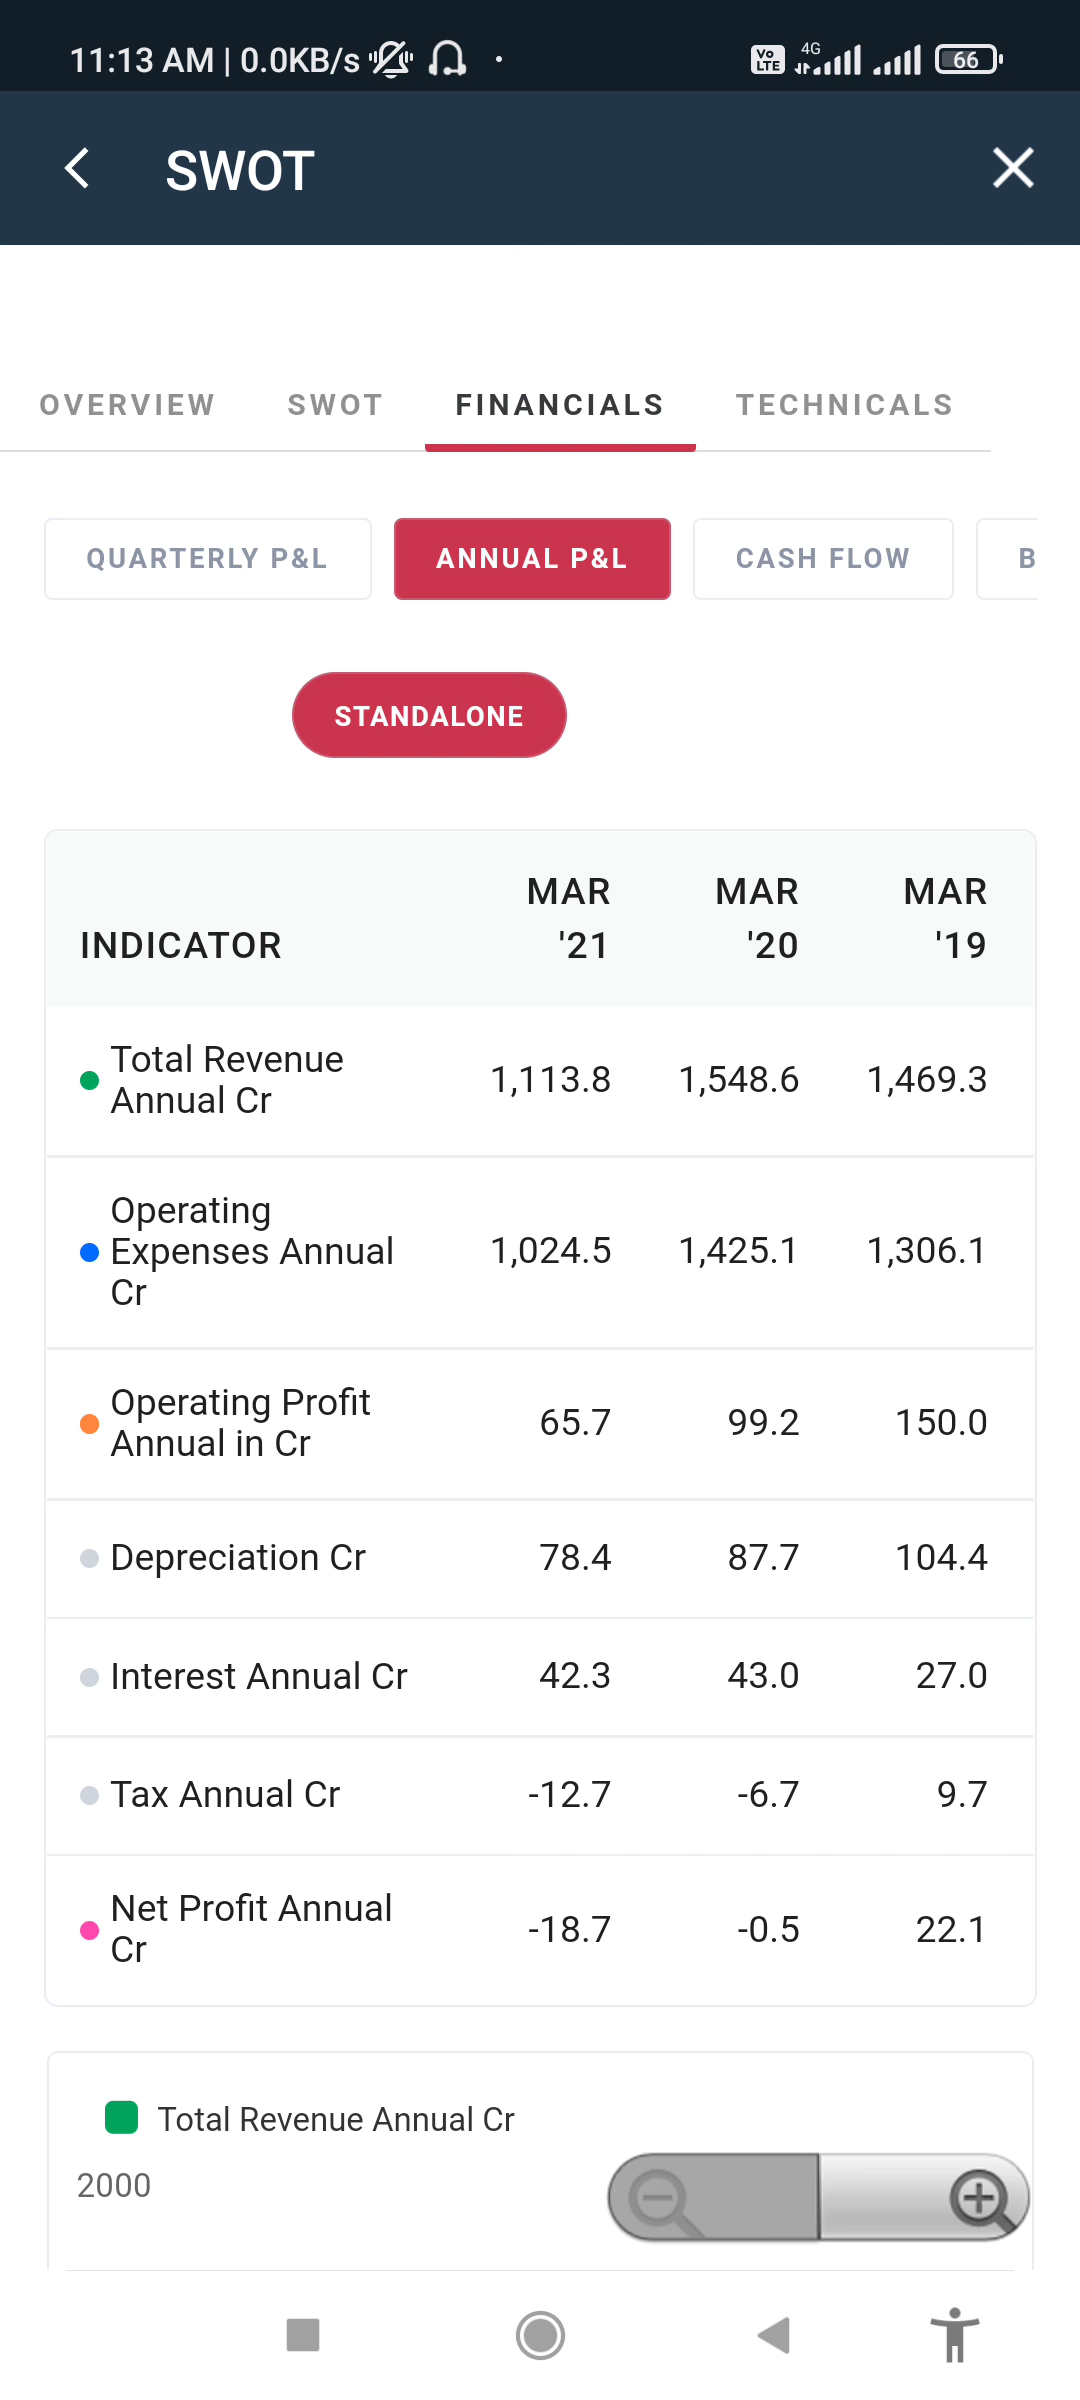 11:13 AM | 0.0KB/s
Vo LTE 4G 66
SWOT
OVERVIEW SWOT FINANCIALS TECHNICALS
QUARTERLY P&L ANNUAL P&L CASH FLOW B
STANDALONE
INDICATOR MAR '21 MAR '20 MAR '19
Total Revenue Annual Cr 1,113.8 1,548.6 1,469.3
Operating Expenses Annual Cr 1,024.5 1,425.1 1,306.1
Operating Profit Annual in Cr 65.7 99.2 150.0
Depreciation Cr 78.4 87.7 104.4
Interest Annual Cr 42.3 43.0 27.0
Tax Annual Cr -12.7 -6.7 9.7
Net Profit Annual Cr -18.7 -0.5 22.1
Total Revenue Annual Cr
2000